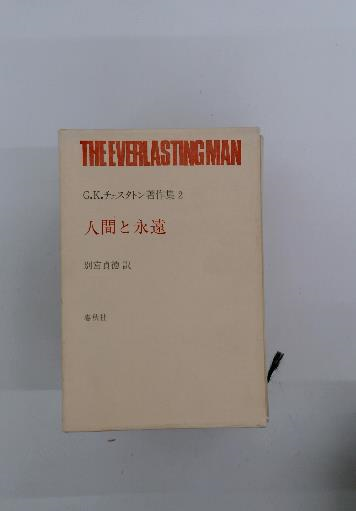 THE EVERLASTING MAN
G.K.チェスタトン著作集 2
人間と永遠
別宮貞徳 訳
春秋社